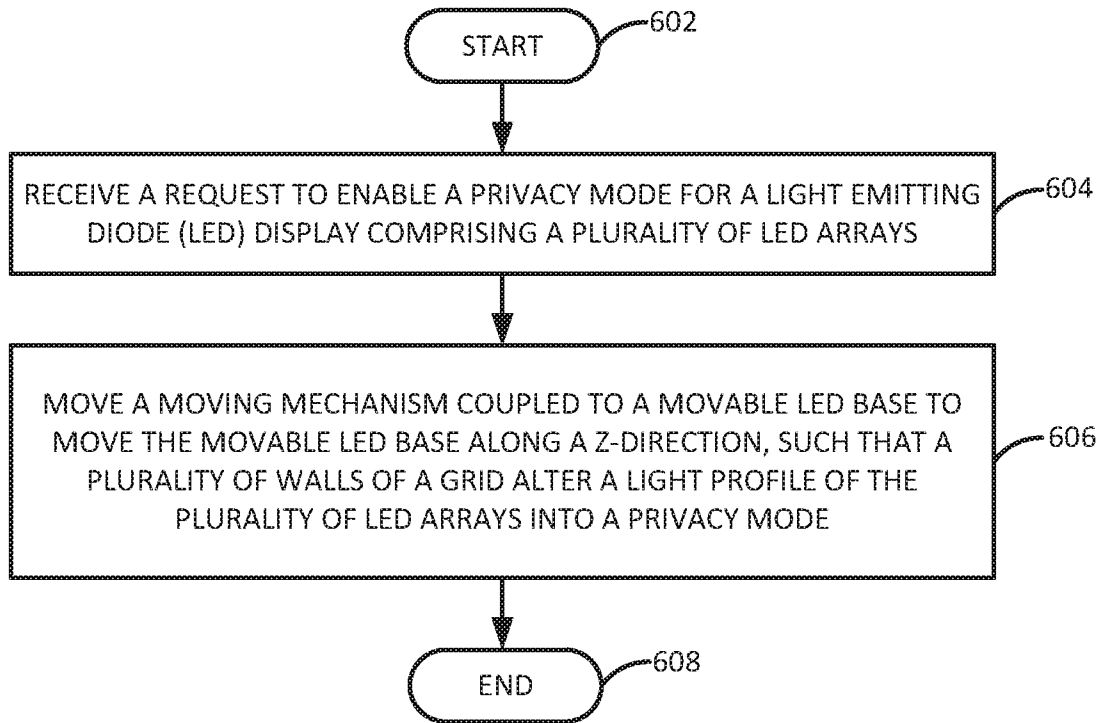 START
602
RECEIVE A REQUEST TO ENABLE A PRIVACY MODE FOR A LIGHT EMITTING
DIODE (LED) DISPLAY COMPRISING A PLURALITY OF LED ARRAYS
604
MOVE A MOVING MECHANISM COUPLED TO A MOVABLE LED BASE TO
MOVE THE MOVABLE LED BASE ALONG A Z-DIRECTION, SUCH THAT A
PLURALITY OF WALLS OF A GRID ALTER A LIGHT PROFILE OF THE
PLURALITY OF LED ARRAYS INTO A PRIVACY MODE
606
END
608